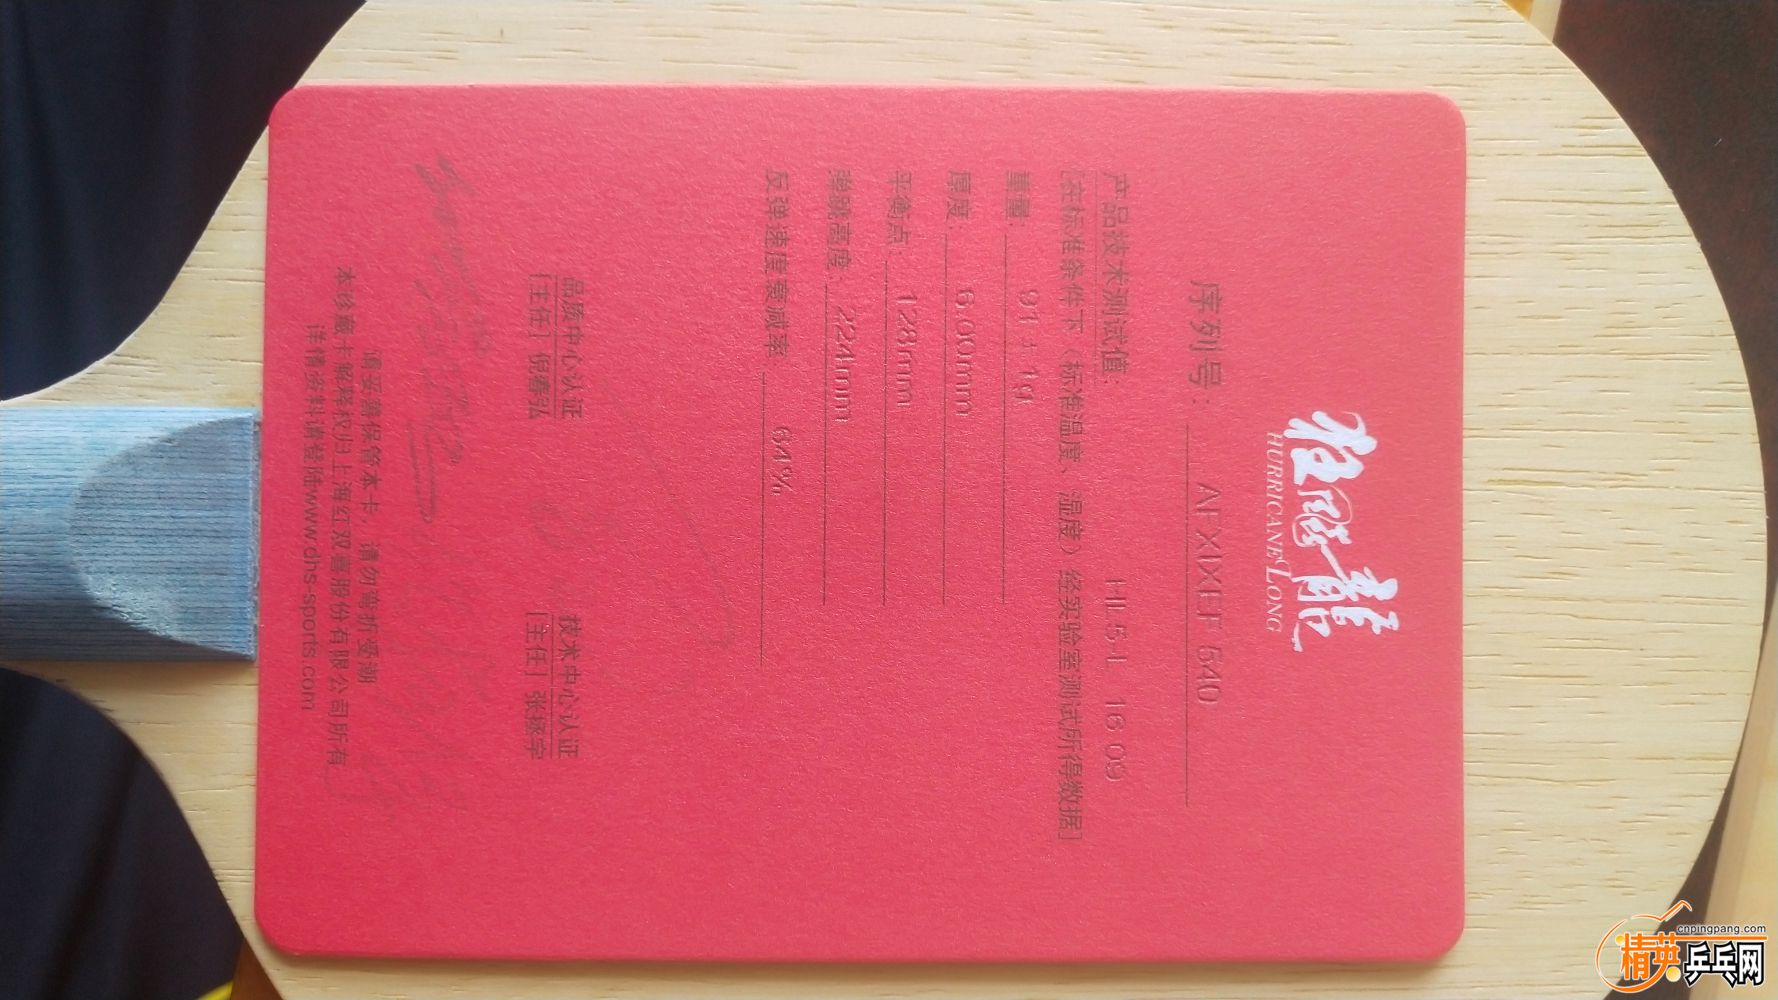 狂飚龍
HURRICANE LONG
序列号： 540
产品技术测试值： HL5-L 16 09
[在标准条件下（标准温度、湿度）经实验室测试所得数据]
重量： 91±1g
厚度： 6.00mm
平衡点： 128mm
弹跳高度： 224mm
反弹速度衰减率： 64%
品质中心认证 技术中心认证
[主任] 倪春弘 [主任] 张拯宇
请妥善保管本卡，请勿弯折受潮
本珍藏卡解释权归上海红双喜股份有限公司所有
详情资料请登陆www.dhs-sports.com
cnpingpang.com
精英乒乓网